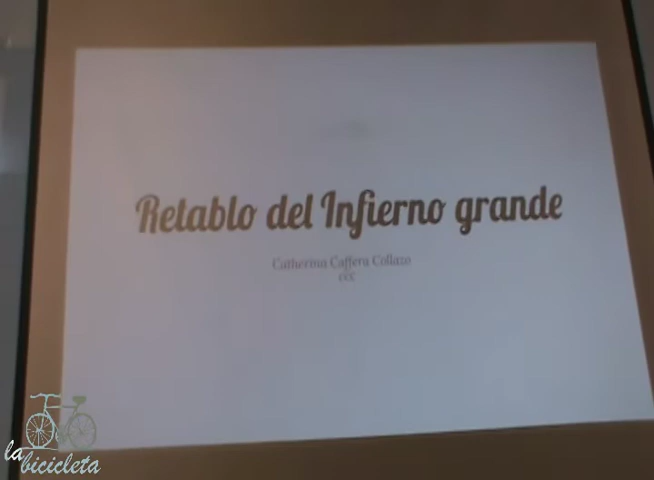 Retablo del Infierno grande
Catherina Caffera Collazo
ccc
la
bicicleta